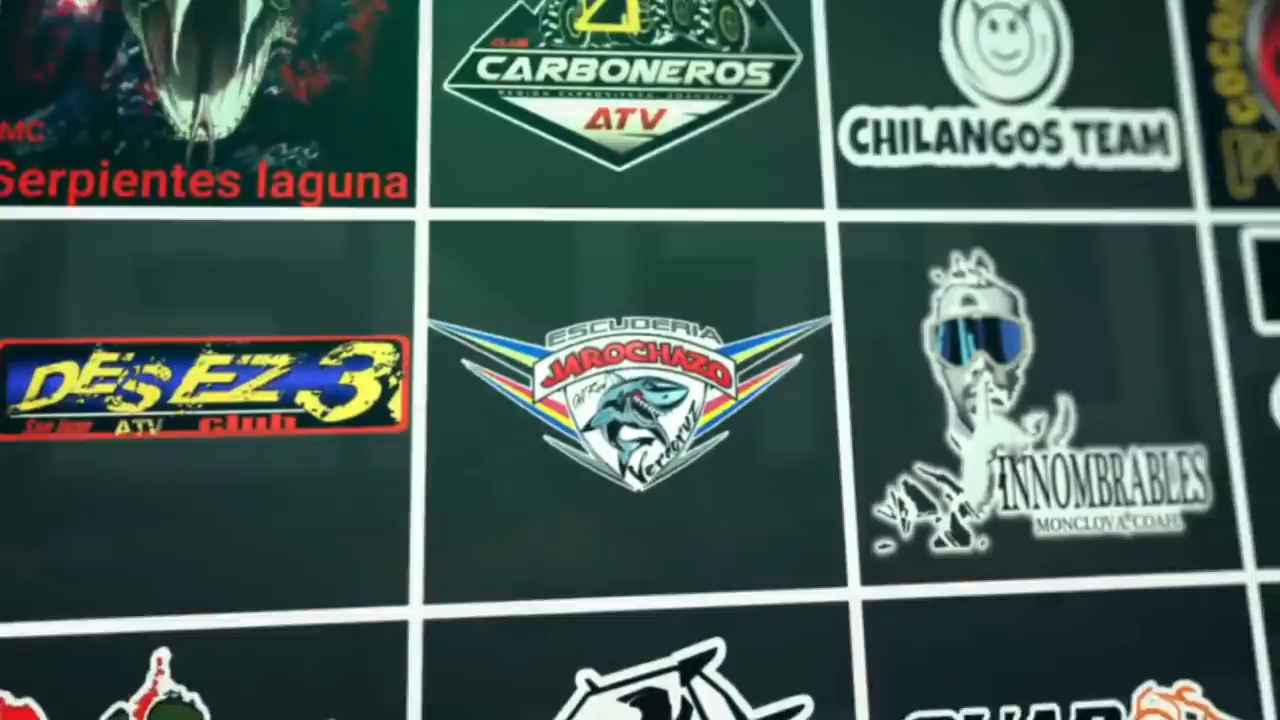 MC
Serpientes laguna
CLUB
CARBONEROS
ATV
CHILANGOS TEAM
DESEZ 3
ATV club
ESCUDERIA
JAROCHAZO
Veracruz
INNOMBRABLES
MONCLOVA COAH